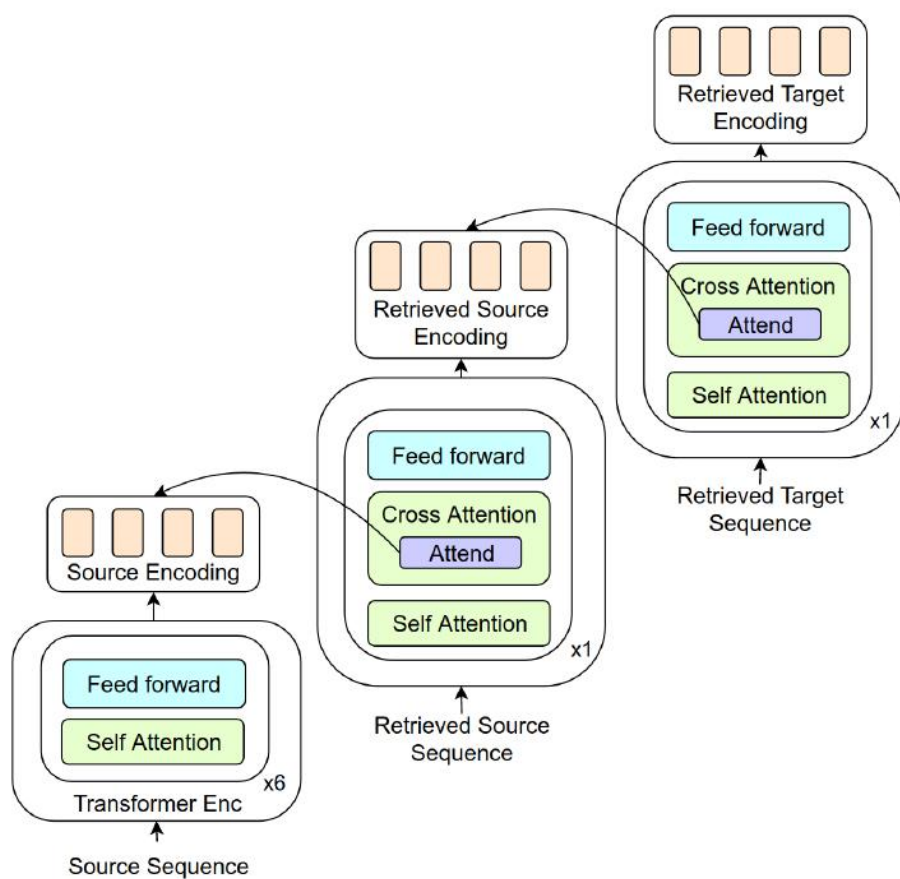 Retrieved Target
Encoding
Feed forward
Cross Attention
Attend
Self Attention
x1
Retrieved Target
Sequence
Retrieved Source
Encoding
Feed forward
Cross Attention
Attend
Self Attention
x1
Retrieved Source
Sequence
Source Encoding
Feed forward
Self Attention
x6
Transformer Enc
Source Sequence